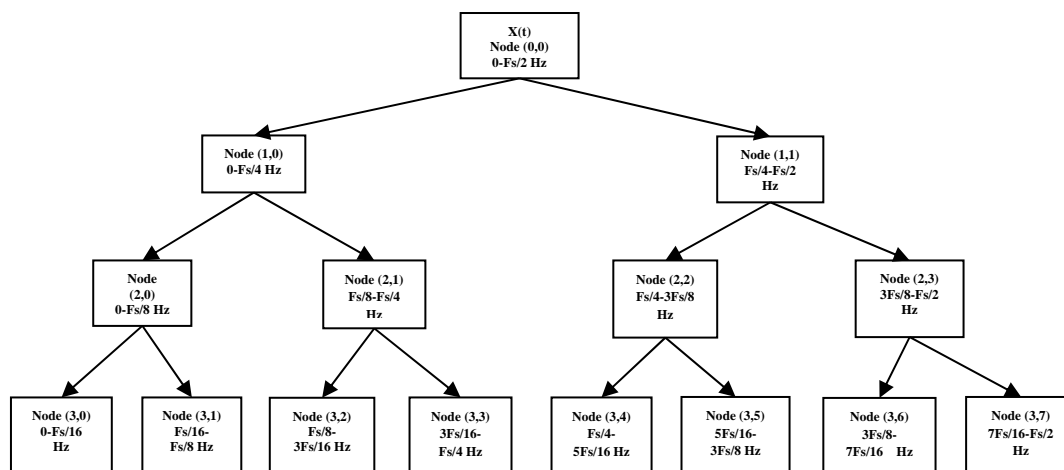 X(t)
Node (0,0)
0-Fs/2 Hz
Node (1,0)
0-Fs/4 Hz
Node (1,1)
Fs/4-Fs/2
Hz
Node
(2,0)
0-Fs/8 Hz
Node (2,1)
Fs/8-Fs/4
Hz
Node (2,2)
Fs/4-3Fs/8
Hz
Node (2,3)
3Fs/8-Fs/2
Hz
Node (3,0)
0-Fs/16
Hz
Node (3,1)
Fs/16-
Fs/8 Hz
Node (3,2)
Fs/8-
3Fs/16 Hz
Node (3,3)
3Fs/16-
Fs/4 Hz
Node (3,4)
Fs/4-
5Fs/16 Hz
Node (3,5)
5Fs/16-
3Fs/8 Hz
Node (3,6)
3Fs/8-
7Fs/16 Hz
Node (3,7)
7Fs/16-Fs/2
Hz